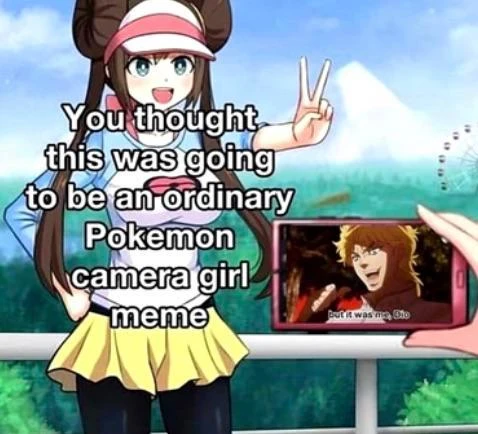 You thought
this was going
to be an ordinary
Pokemon
camera girl
meme
but it was me, Dio